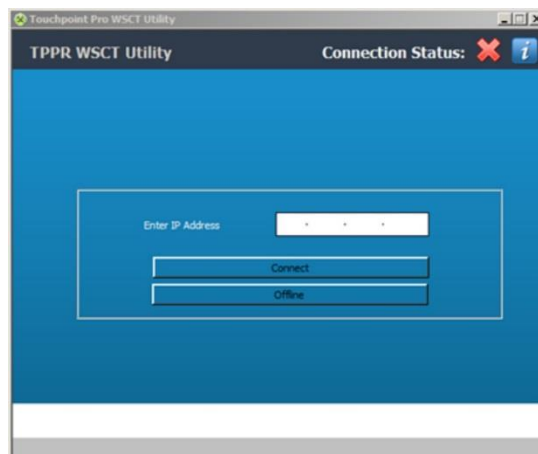 Touchpoint Pro WSCT Utility
TPPR WSCT Utility Connection Status:
Enter IP Address
Connect
Offline